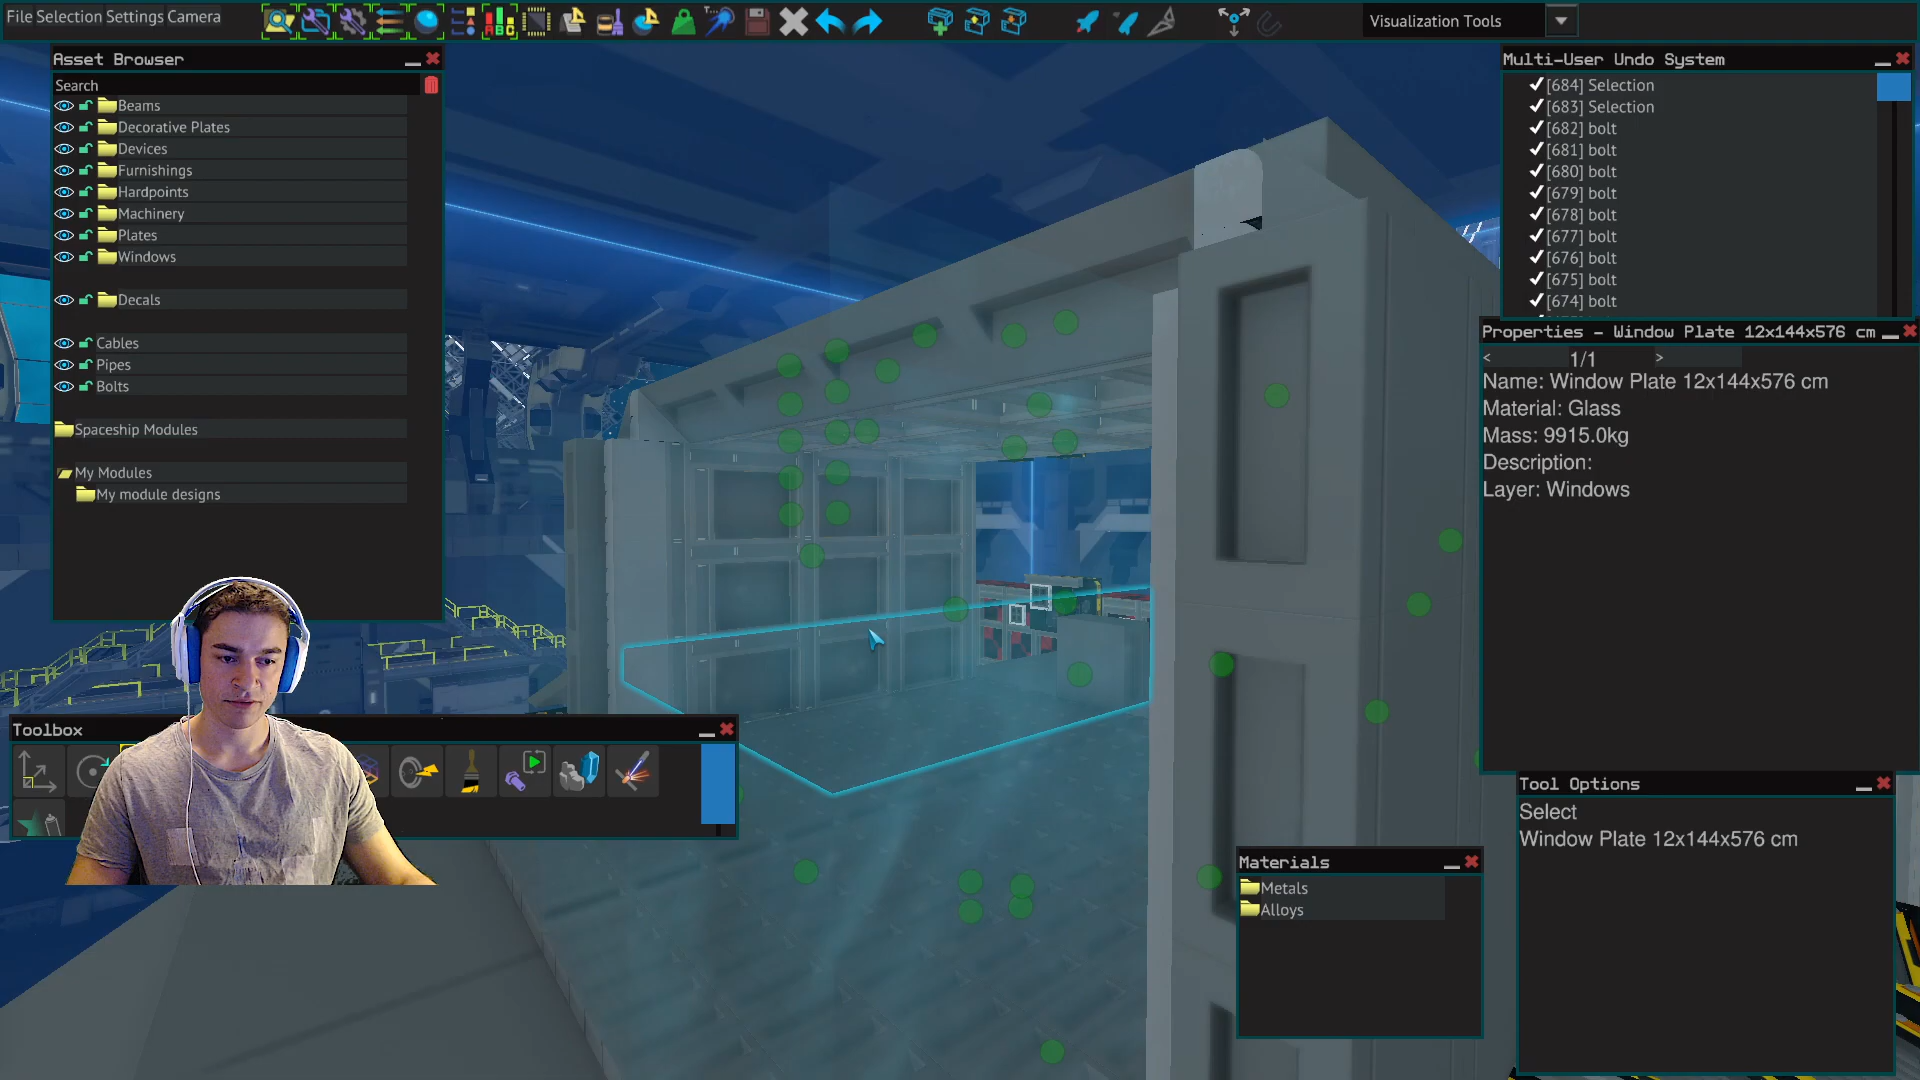 File Selection Settings Camera
Visualization Tools
Asset Browser
Search
Beams
Decorative Plates
Devices
Furnishings
Hardpoints
Machinery
Plates
Windows
Decals
Cables
Pipes
Bolts
Spaceship Modules
My Modules
My module designs
Toolbox
Multi-User Undo System
[684] Selection
[683] Selection
[682] bolt
[681] bolt
[680] bolt
[679] bolt
[678] bolt
[677] bolt
[676] bolt
[675] bolt
[674] bolt
Properties - Window Plate 12x144x576 cm
< 1/1 >
Name: Window Plate 12x144x576 cm
Material: Glass
Mass: 9915.0kg
Description:
Layer: Windows
Tool Options
Select
Window Plate 12x144x576 cm
Materials
Metals
Alloys